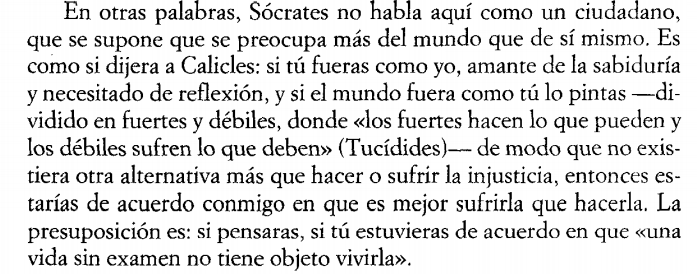 En otras palabras, Sócrates no habla aquí como un ciudadano,
que se supone que se preocupa más del mundo que de sí mismo. Es
como si dijera a Calicles: si tú fueras como yo, amante de la sabiduría
y necesitado de reflexión, y si el mundo fuera como tú lo pintas —di-
vidido en fuertes y débiles, donde «los fuertes hacen lo que pueden y
los débiles sufren lo que deben» (Tucídides)— de modo que no exis-
tiera otra alternativa más que hacer o sufrir la injusticia, entonces es-
tarías de acuerdo conmigo en que es mejor sufrirla que hacerla. La
presuposición es: si pensaras, si tú estuvieras de acuerdo en que «una
vida sin examen no tiene objeto vivirla».